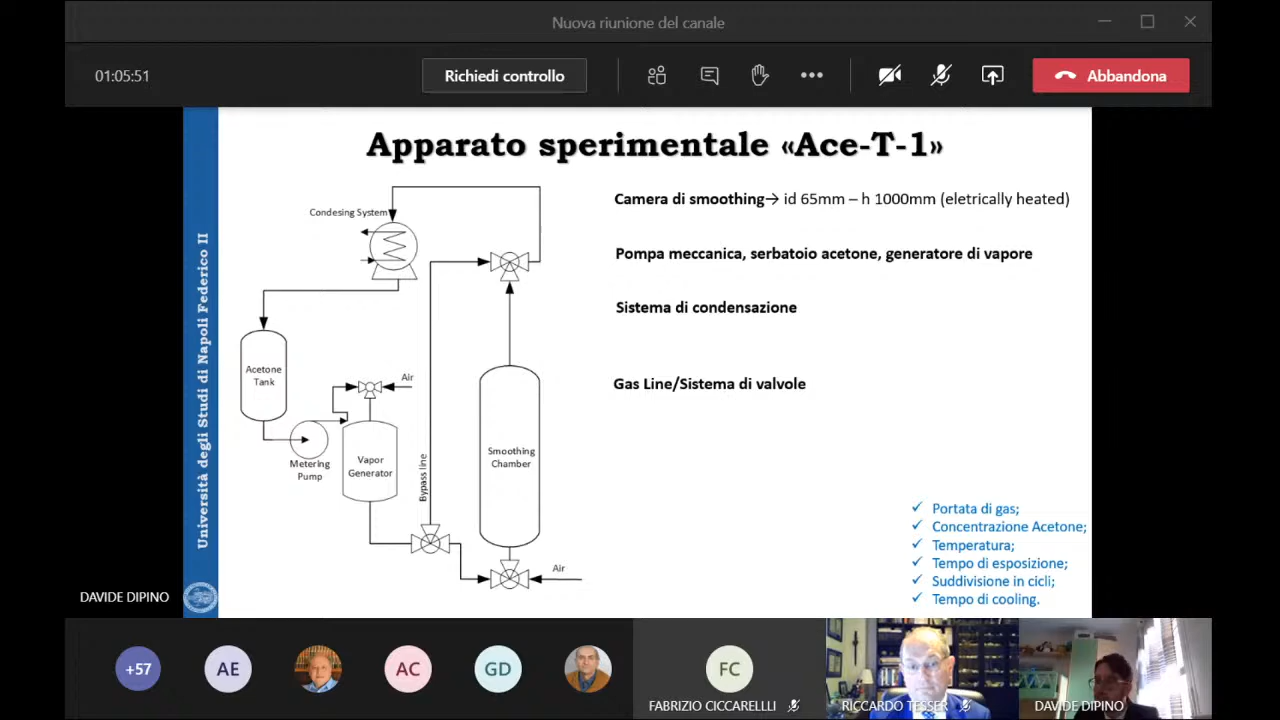 Nuova riunione del canale
01:05:51
Richiedi controllo
Abbandona
Apparato sperimentale «Ace-T-1»
Università degli Studi di Napoli Federico II
Condesing System
Acetone
Tank
Metering
Pump
Air
Vapor
Generator
Bypass line
Smoothing
Chamber
Air
Camera di smoothing→ id 65mm – h 1000mm (eletrically heated)
Pompa meccanica, serbatoio acetone, generatore di vapore
Sistema di condensazione
Gas Line/Sistema di valvole
✓ Portata di gas;
✓ Concentrazione Acetone;
✓ Temperatura;
✓ Tempo di esposizione;
✓ Suddivisione in cicli;
✓ Tempo di cooling.
DAVIDE DIPINO
+57
AE
AC
GD
FC
FABRIZIO CICCARELLLI
RICCARDO TESSER
DAVIDE DIPINO